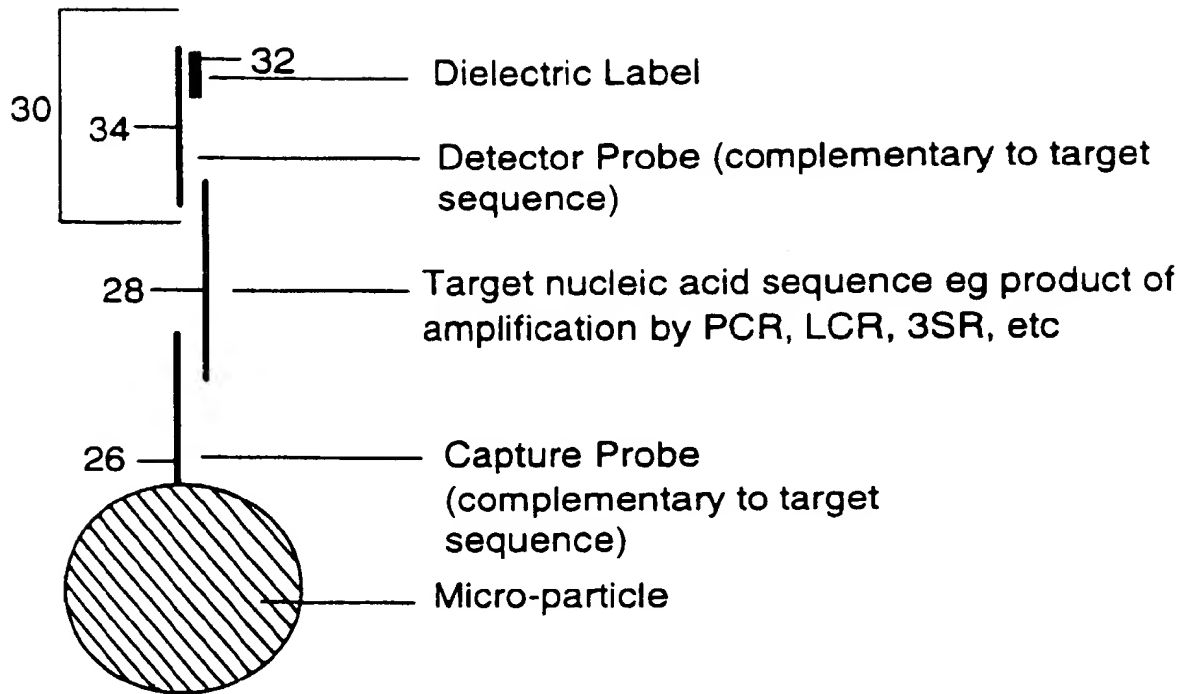 32
Dielectric Label
30
34
Detector Probe (complementary to target
sequence)
28
Target nucleic acid sequence eg product of
amplification by PCR, LCR, 3SR, etc
26
Capture Probe
(complementary to target
sequence)
Micro-particle